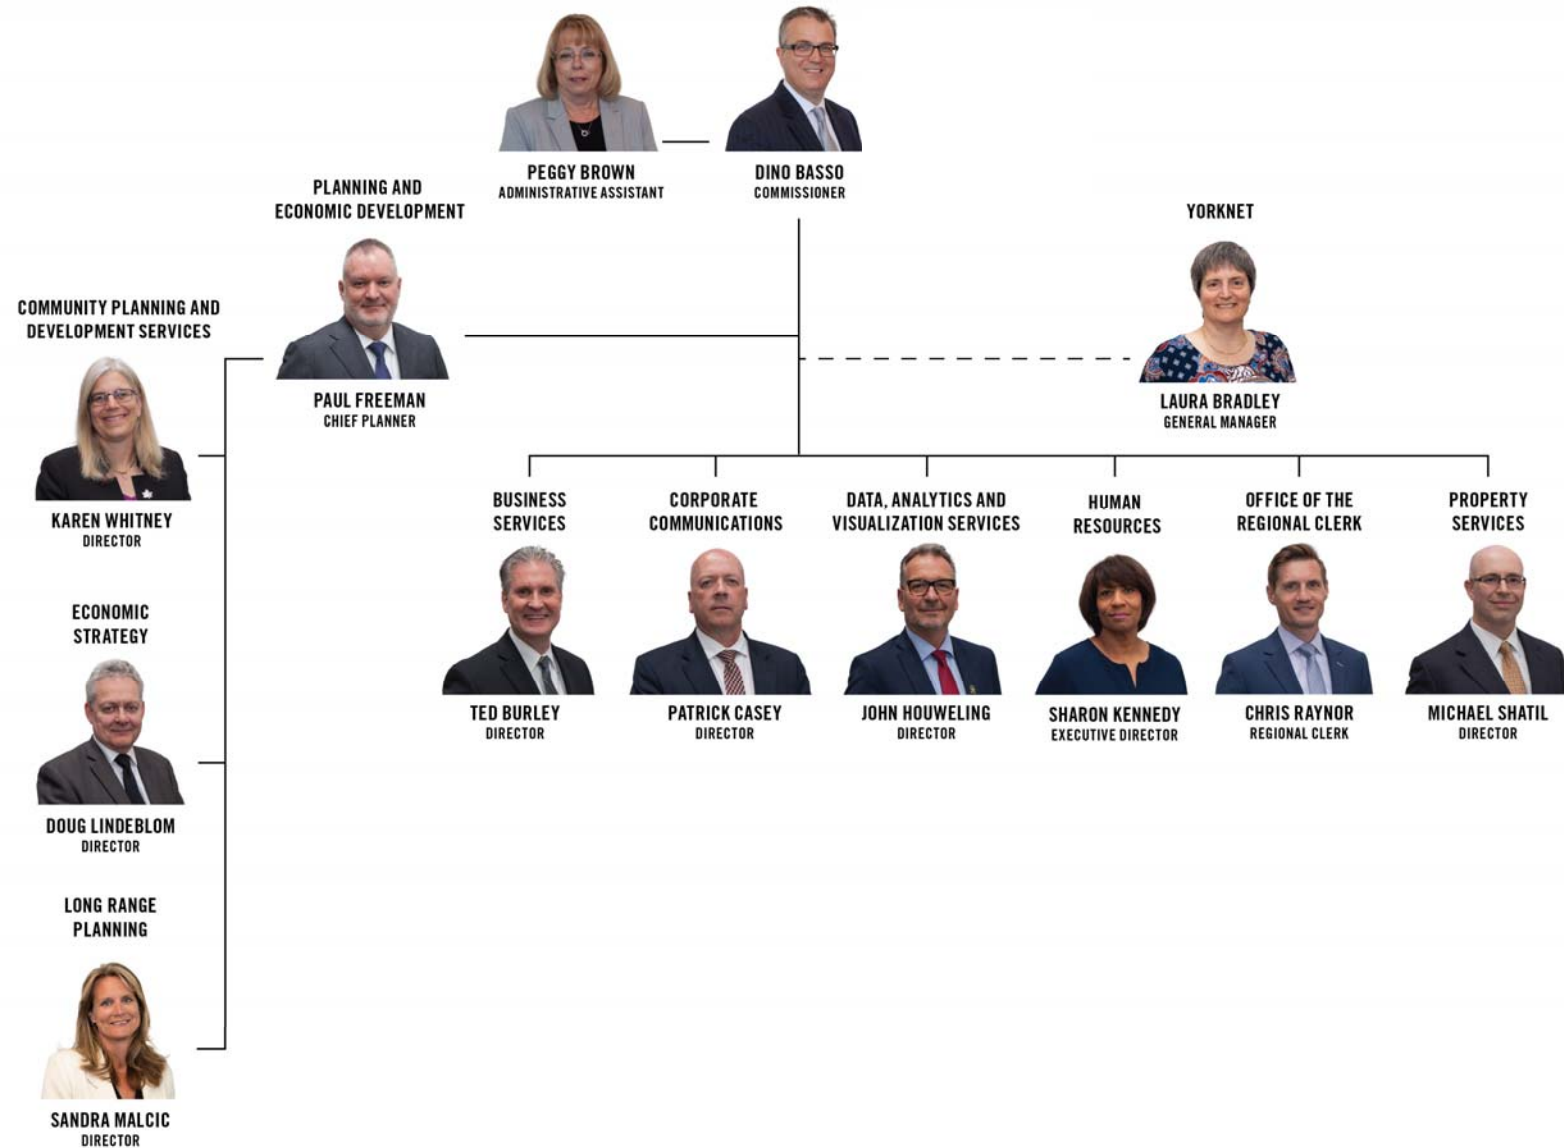 PEGGY BROWN
ADMINISTRATIVE ASSISTANT
DINO BASSO
COMMISSIONER
PLANNING AND
ECONOMIC DEVELOPMENT
PAUL FREEMAN
CHIEF PLANNER
YORKNET
LAURA BRADLEY
GENERAL MANAGER
COMMUNITY PLANNING AND
DEVELOPMENT SERVICES
KAREN WHITNEY
DIRECTOR
ECONOMIC
STRATEGY
DOUG LINDEBLOM
DIRECTOR
LONG RANGE
PLANNING
SANDRA MALCIC
DIRECTOR
BUSINESS
SERVICES
TED BURLEY
DIRECTOR
CORPORATE
COMMUNICATIONS
PATRICK CASEY
DIRECTOR
DATA, ANALYTICS AND
VISUALIZATION SERVICES
JOHN HOUWELING
DIRECTOR
HUMAN
RESOURCES
SHARON KENNEDY
EXECUTIVE DIRECTOR
OFFICE OF THE
REGIONAL CLERK
CHRIS RAYNOR
REGIONAL CLERK
PROPERTY
SERVICES
MICHAEL SHATIL
DIRECTOR